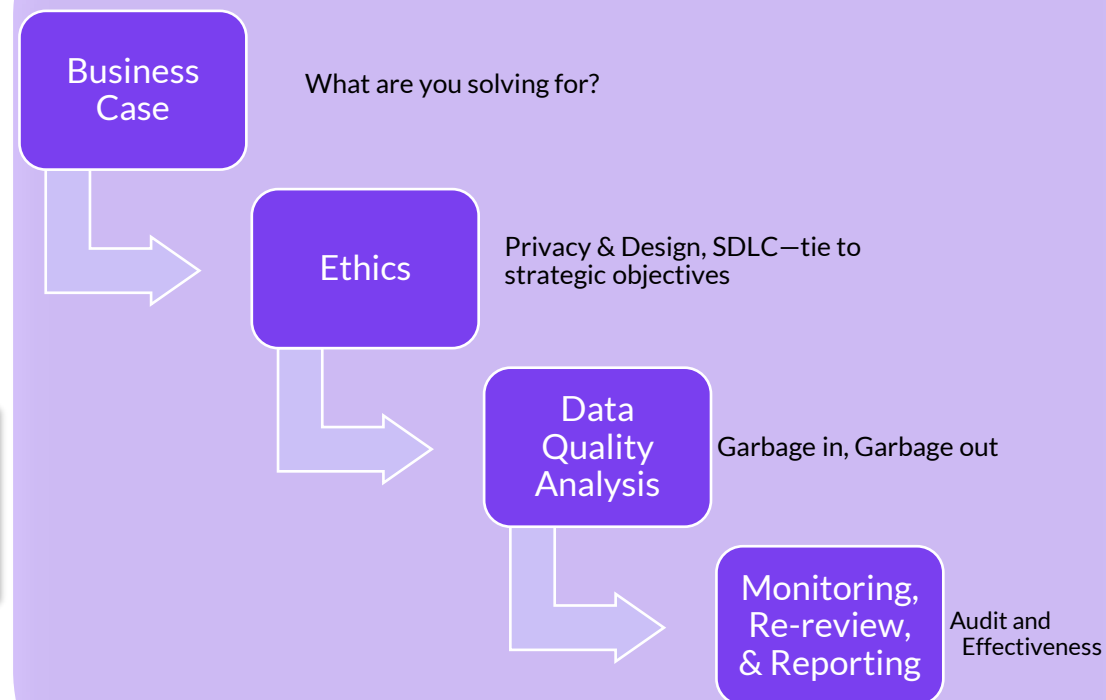 Business
Case
What are you solving for?
Ethics
Privacy & Design, SDLC—tie to
strategic objectives
Data
Quality
Analysis
Garbage in, Garbage out
Monitoring,
Re-review,
& Reporting
Audit and
Effectiveness